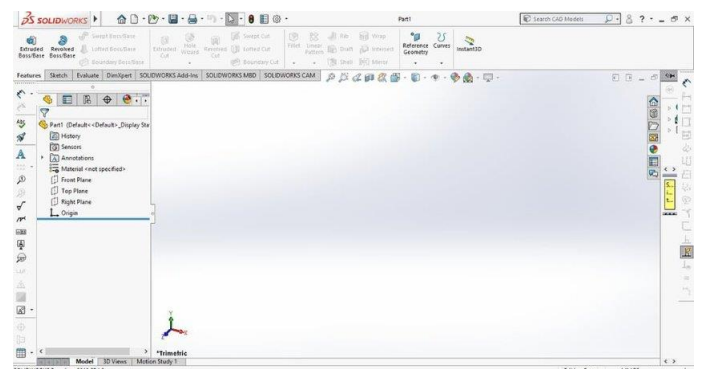 SOLIDWORKS
Part1
Search CAD Models
Extruded Boss/Base
Revolved Boss/Base
Swept Boss/Base
Lofted Boss/Base
Boundary Boss/Base
Extruded Cut
Hole Wizard
Revolved Cut
Swept Cut
Lofted Cut
Boundary Cut
Fillet
Linear Pattern
Rib
Draft
Shell
Wrap
Intersect
Mirror
Reference Geometry
Curves
Instant3D
Features
Sketch
Evaluate
DimXpert
SOLIDWORKS Add-Ins
SOLIDWORKS MBD
SOLIDWORKS CAM
Part1 (Default<<Default>_Display Sta
History
Sensors
Annotations
Material <not specified>
Front Plane
Top Plane
Right Plane
Origin
S...
Y
*Trimetric
Model
3D Views
Motion Study 1